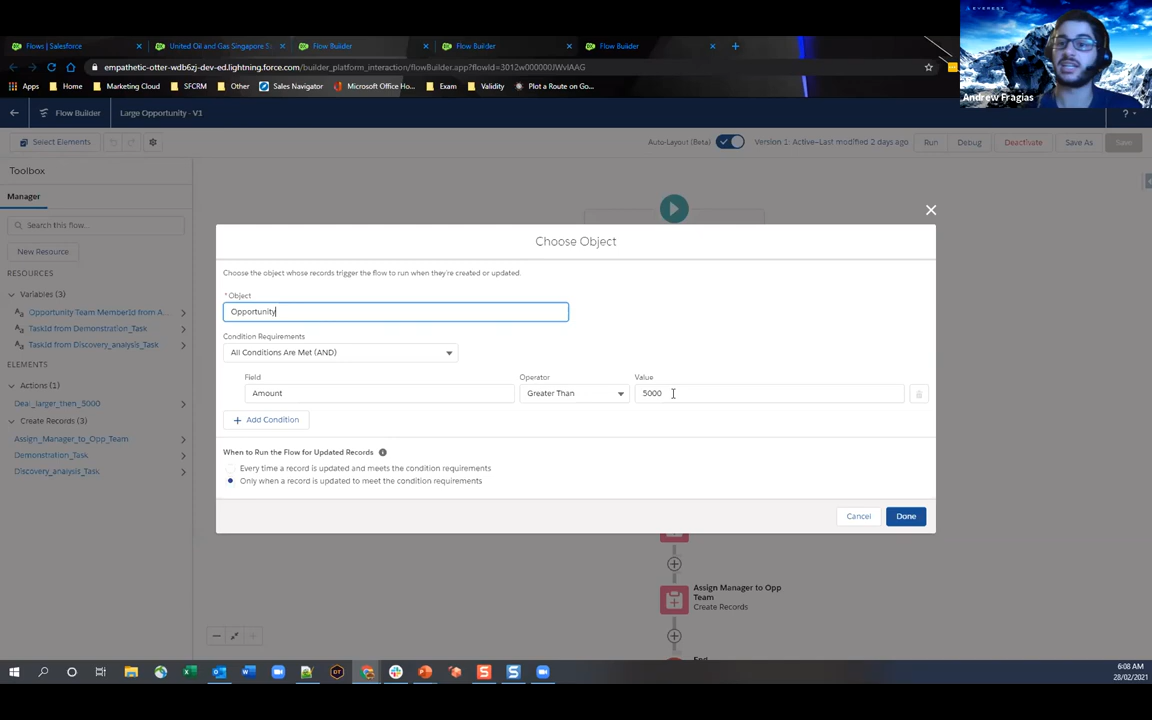 LEVEREST
Flows | Salesforce
United Oil and Gas Singapore S
Flow Builder
Flow Builder
Flow Builder
empathetic-otter-wdb6zj-dev-ed.lightning.force.com/builder_platform_interaction/flowBuilder.app?flowId=3012w000000JWvIAAG
Apps
Home
Marketing Cloud
SFCRM
Other
Sales Navigator
Microsoft Office Ho...
Exam
Validity
Plot a Route on Go...
Andrew Fragias
Flow Builder
Large Opportunity - V1
?
Select Elements
Auto-Layout (Beta)
Version 1: Active—Last modified 2 days ago
Run
Debug
Deactivate
Save As
Save
Toolbox
Manager
Search this flow...
New Resource
RESOURCES
Variables (3)
Opportunity Team MemberId from A...
TaskId from Demonstration_Task
TaskId from Discovery_analysis_Task
ELEMENTS
Actions (1)
Deal_larger_then_5000
Create Records (3)
Assign_Manager_to_Opp_Team
Demonstration_Task
Discovery_analysis_Task
Choose Object
Choose the object whose records trigger the flow to run when they're created or updated.
*Object
Opportunity
Condition Requirements
All Conditions Are Met (AND)
Field
Operator
Value
Amount
Greater Than
5000
+ Add Condition
When to Run the Flow for Updated Records
Every time a record is updated and meets the condition requirements
Only when a record is updated to meet the condition requirements
Cancel
Done
Assign Manager to Opp
Team
Create Records
End
6:08 AM
28/02/2021